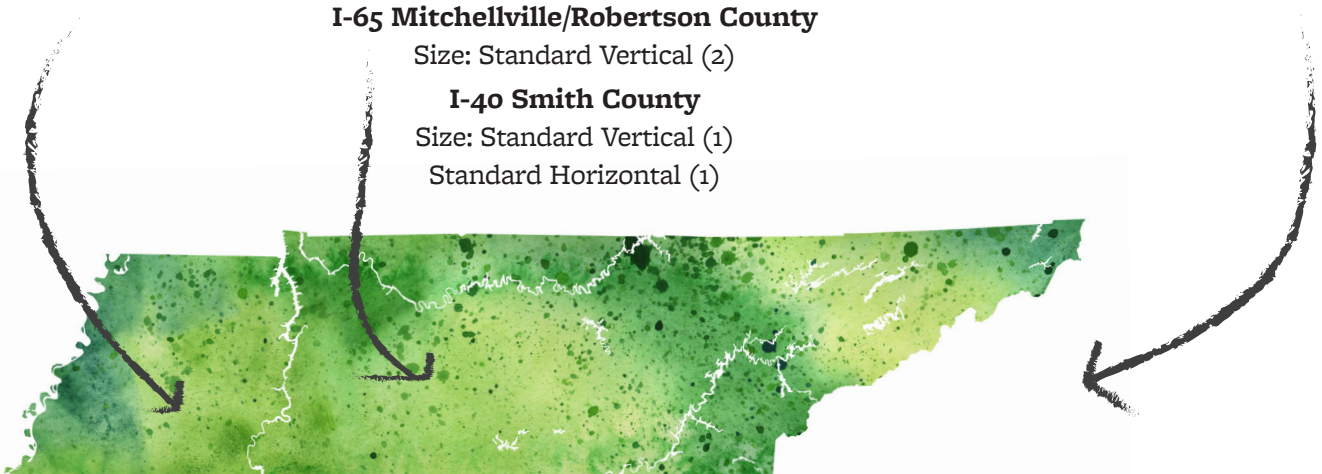 I-65 Mitchellville/Robertson County
Size: Standard Vertical (2)
I-40 Smith County
Size: Standard Vertical (1)
Standard Horizontal (1)